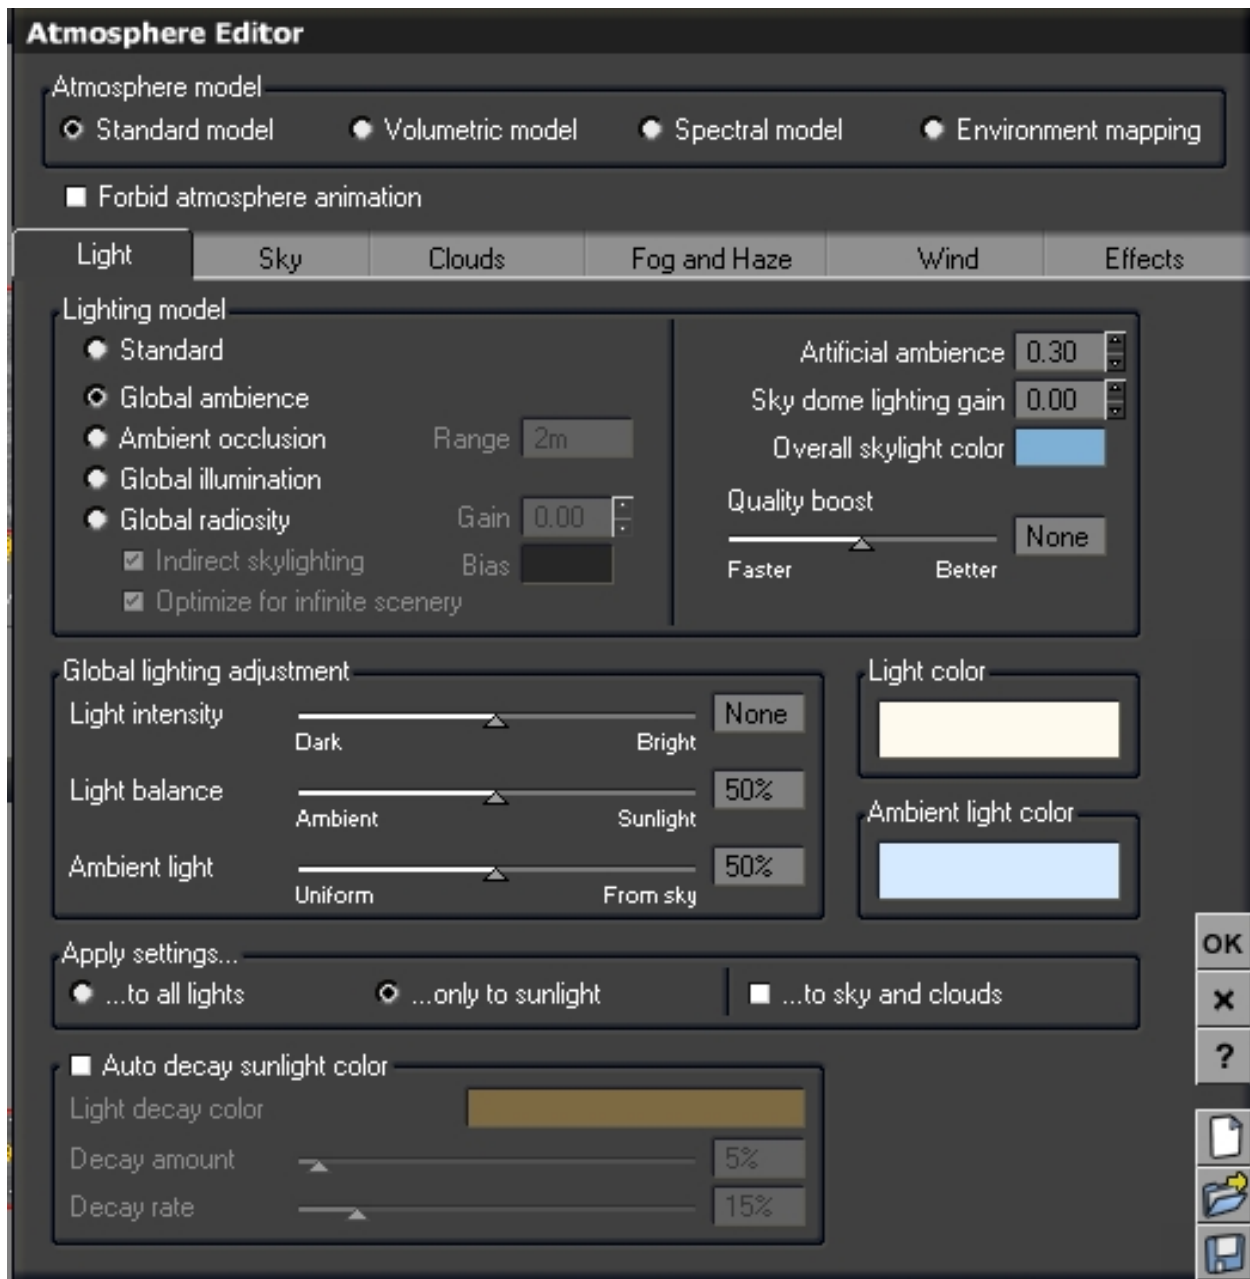 Atmosphere Editor
Atmosphere model
Standard model Volumetric model Spectral model Environment mapping
Forbid atmosphere animation
Light Sky Clouds Fog and Haze Wind Effects
Lighting model
Standard
Global ambience
Ambient occlusion Range 2m
Global illumination
Global radiosity Gain 0.00
Indirect skylighting Bias
Optimize for infinite scenery
Artificial ambience 0.30
Sky dome lighting gain 0.00
Overall skylight color
Quality boost
None
Faster Better
Global lighting adjustment
Light intensity None
Dark Bright
Light balance 50%
Ambient Sunlight
Ambient light 50%
Uniform From sky
Light color
Ambient light color
Apply settings...
...to all lights ...only to sunlight ...to sky and clouds
Auto decay sunlight color
Light decay color
Decay amount 5%
Decay rate 15%
OK
?